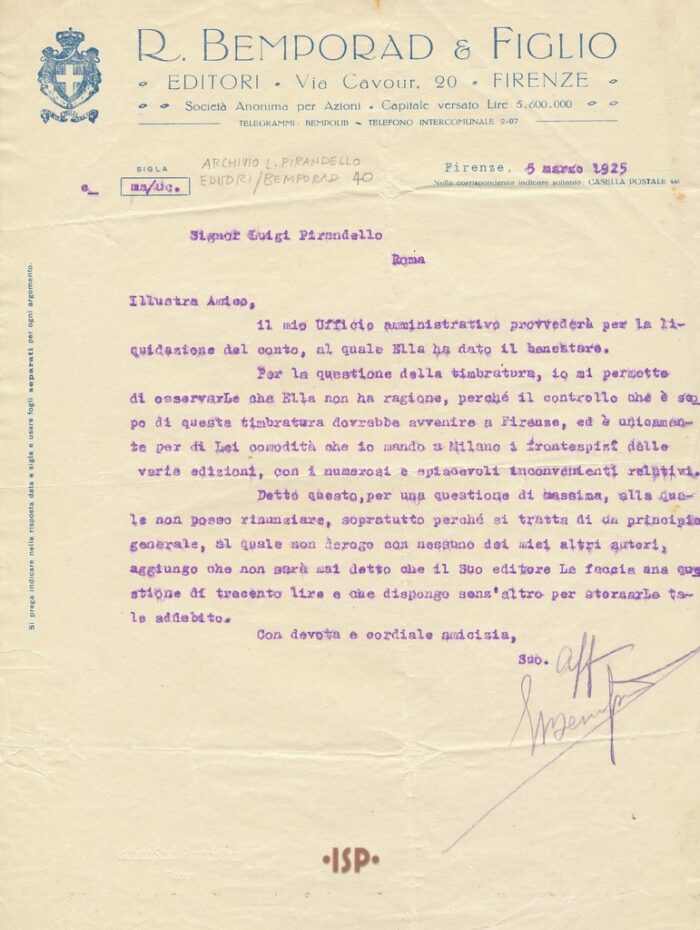 R. BEMPORAD & FIGLIO
EDITORI • Via Cavour, 20 • FIRENZE
Società Anonima per Azioni • Capitale versato Lire 5.600.000
TELEGRAMMI: BEMPOLIB - TELEFONO INTERCOMUNALE 2-97
SIGLA
e_ ma/uc.
ARCHIVIO L. PIRANDELLO
EDITORI/BEMPORAD 40
Firenze, 5 marzo 1925
Nella corrispondenza indicare soltanto: CASELLA POSTALE
Signor Luigi Pirandello
Roma
Illustra Amico,
il mio Ufficio amministrativo provvederà per la li-
quidazione del conto, al quale Ella ha dato il benestare.
Per la questione della timbratura, io mi permetto
di osservarLe che Ella non ha ragione, perché il controllo che è sco
po di questa timbratura dovrebbe avvenire a Firenze, ed è unicamen-
te per di Lei comodità che io mando a Milano i frontespizi delle
varie edizioni, con i numerosi e spiacevoli inconvenienti relativi.
Detto questo,per una questione di massima, alla qua-
le non posso rinunziare, sopratutto perché si tratta di un principio
generale, al quale non derogo con nessuno dei miei altri autori,
aggiungo che non sarà mai detto che il Suo editore Le faccia una que
stione di trecento lire e che dispongo senz'altro per stornarLe ta-
le addebito.
Con devota e cordiale amicizia,
Suo. aff
Bemporad
Si prega indicare nella risposta data e sigla e usare fogli separati per ogni argomento.
•ISP•